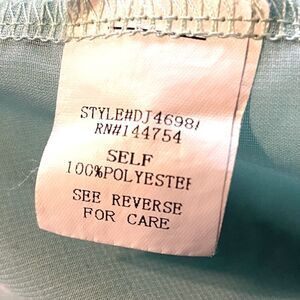 STYLE#DJ4698
RN#144754
SELF
100%POLYESTER
SEE REVERSE
FOR CARE